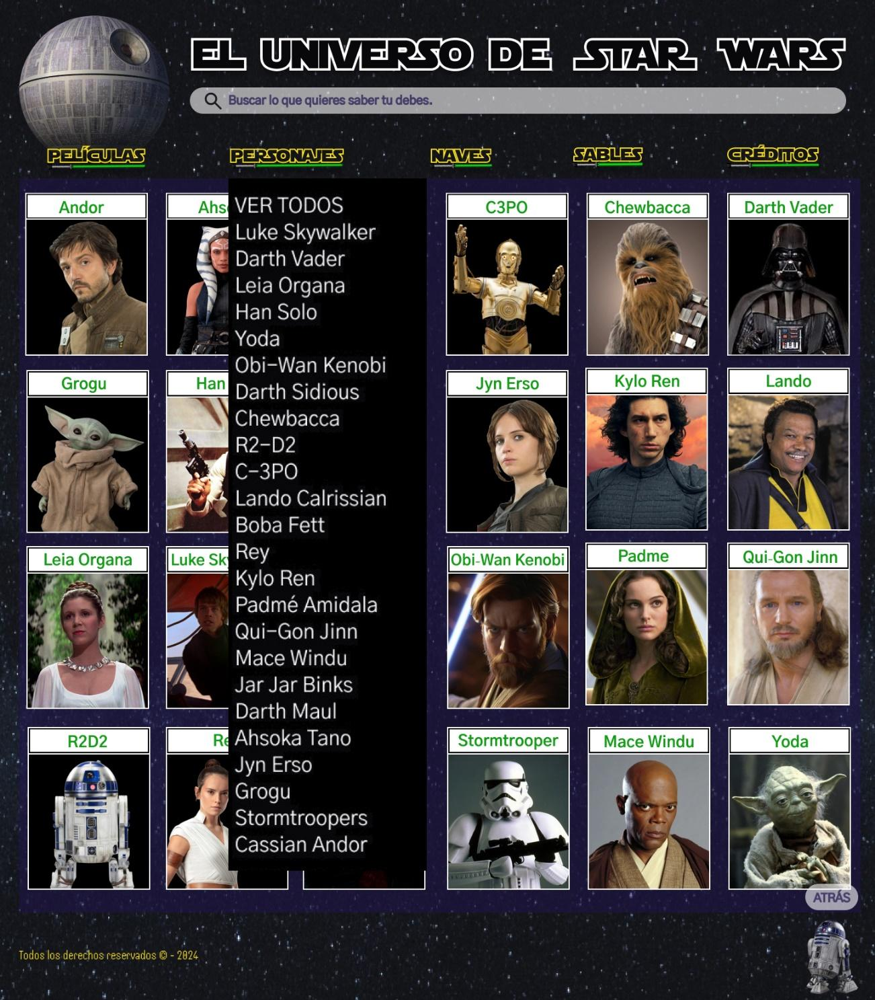 EL UNIVERSO DE STAR WARS
Buscar lo que quieres saber tu debes.
PELÍCULAS
PERSONAJES
NAVES
SABLES
CRÉDITOS
VER TODOS
Luke Skywalker
Darth Vader
Leia Organa
Han Solo
Yoda
Obi-Wan Kenobi
Darth Sidious
Chewbacca
R2-D2
C-3PO
Lando Calrissian
Boba Fett
Rey
Kylo Ren
Padmé Amidala
Qui-Gon Jinn
Mace Windu
Jar Jar Binks
Darth Maul
Ahsoka Tano
Jyn Erso
Grogu
Stormtroopers
Cassian Andor
Andor
C3PO
Chewbacca
Darth Vader
Grogu
Han
Jyn Erso
Kylo Ren
Lando
Leia Organa
Luke
Obi-Wan Kenobi
Padme
Qui-Gon Jinn
R2D2
Stormtrooper
Mace Windu
Yoda
ATRÁS
Todos los derechos reservados © - 2024